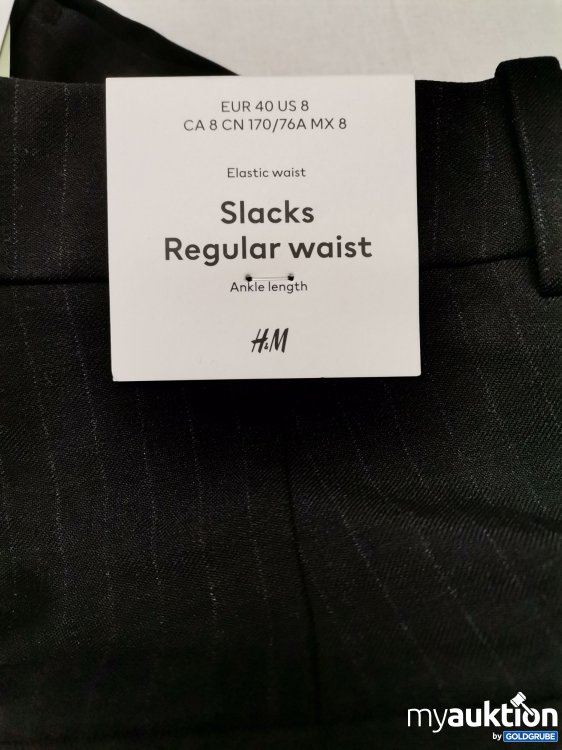 EUR 40 US 8
CA 8 CN 170/76A MX 8
Elastic waist
Slacks
Regular waist
Ankle length
H&M
myauktion
by GOLDGRUBE